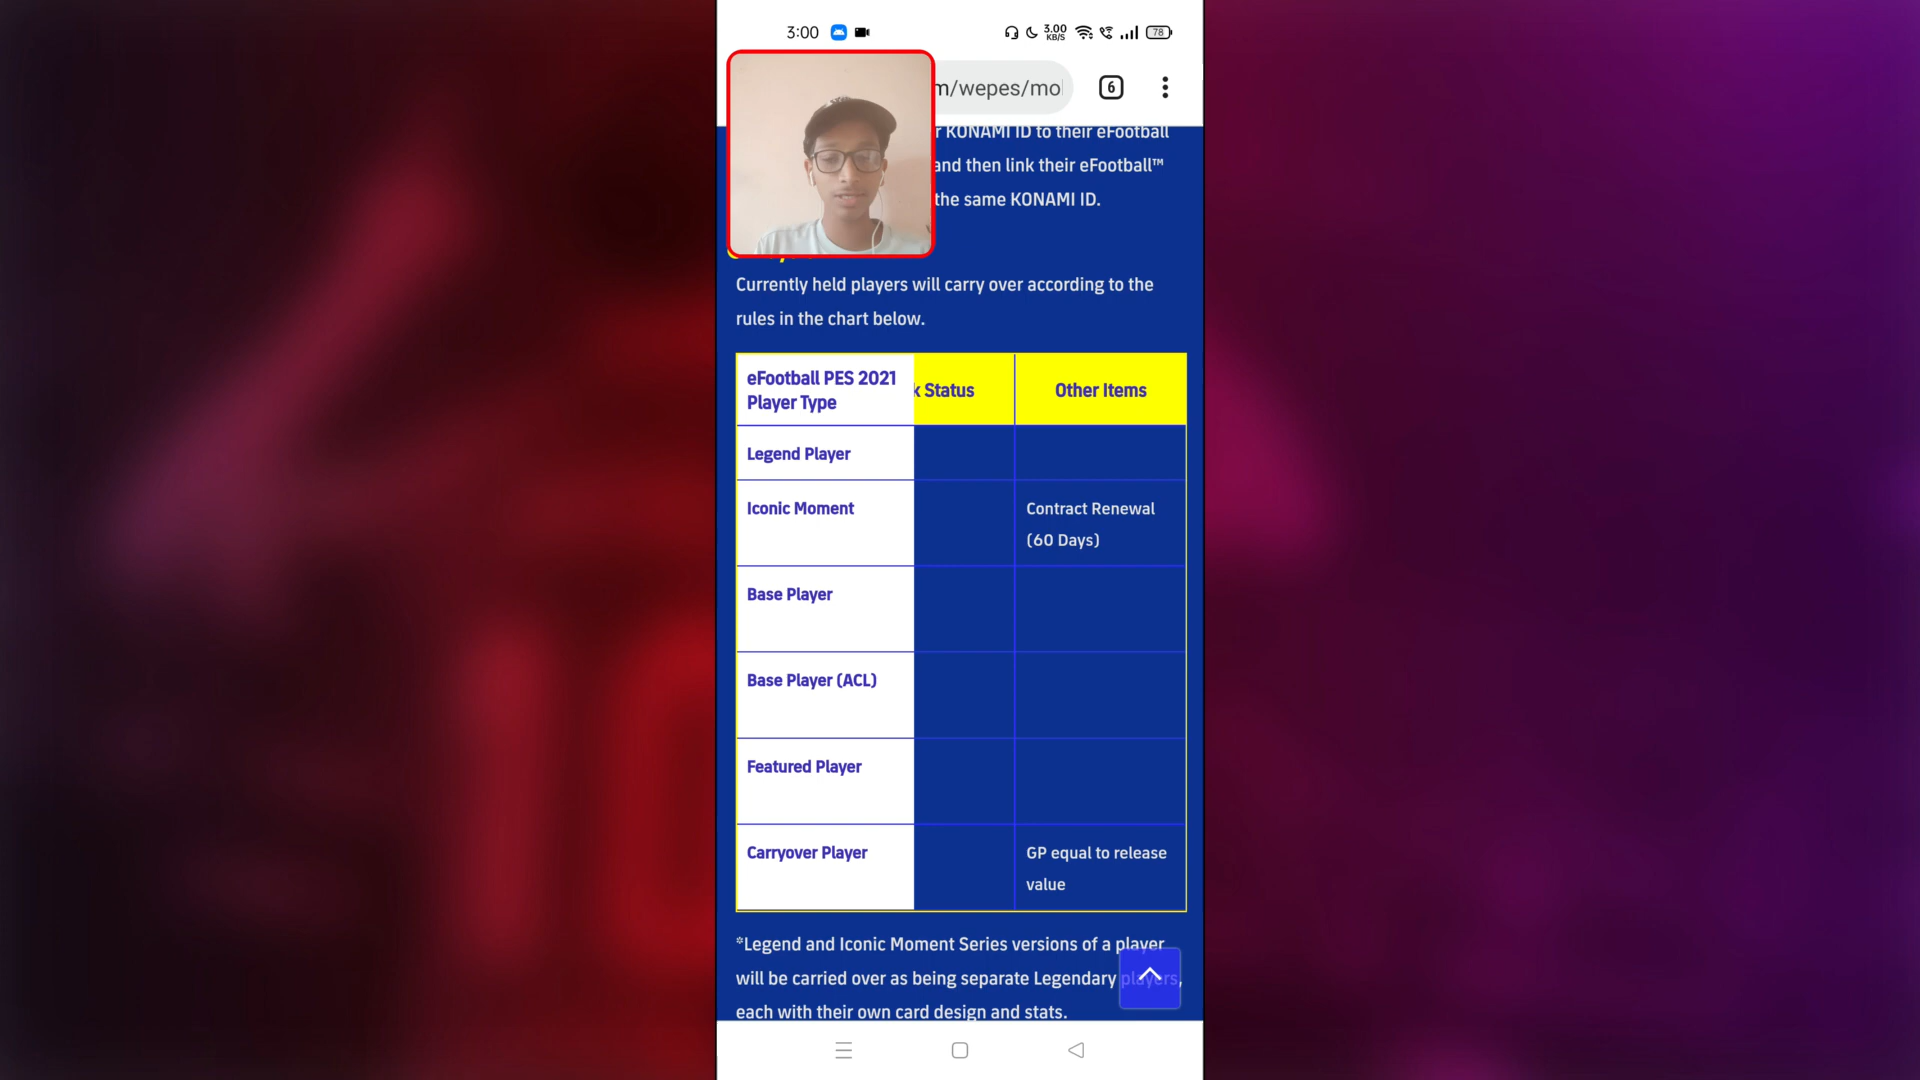 3:00
3.00
KB/S
78
m/wepes/mo
6
r KONAMI ID to their eFootball
and then link their eFootball™
the same KONAMI ID.
Currently held players will carry over according to the
rules in the chart below.
eFootball PES 2021
Player Type
k Status
Other Items
Legend Player
Iconic Moment
Contract Renewal
(60 Days)
Base Player
Base Player (ACL)
Featured Player
Carryover Player
GP equal to release
value
*Legend and Iconic Moment Series versions of a player
will be carried over as being separate Legendary players,
each with their own card design and stats.